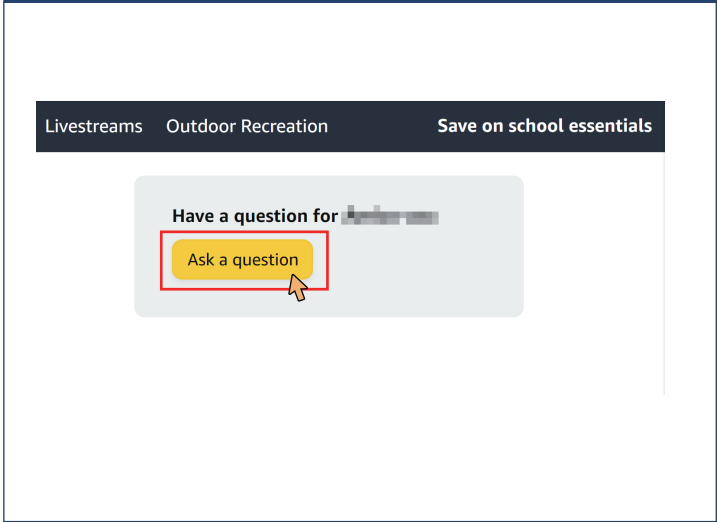 Livestreams Outdoor Recreation Save on school essentials
Have a question for
Ask a question